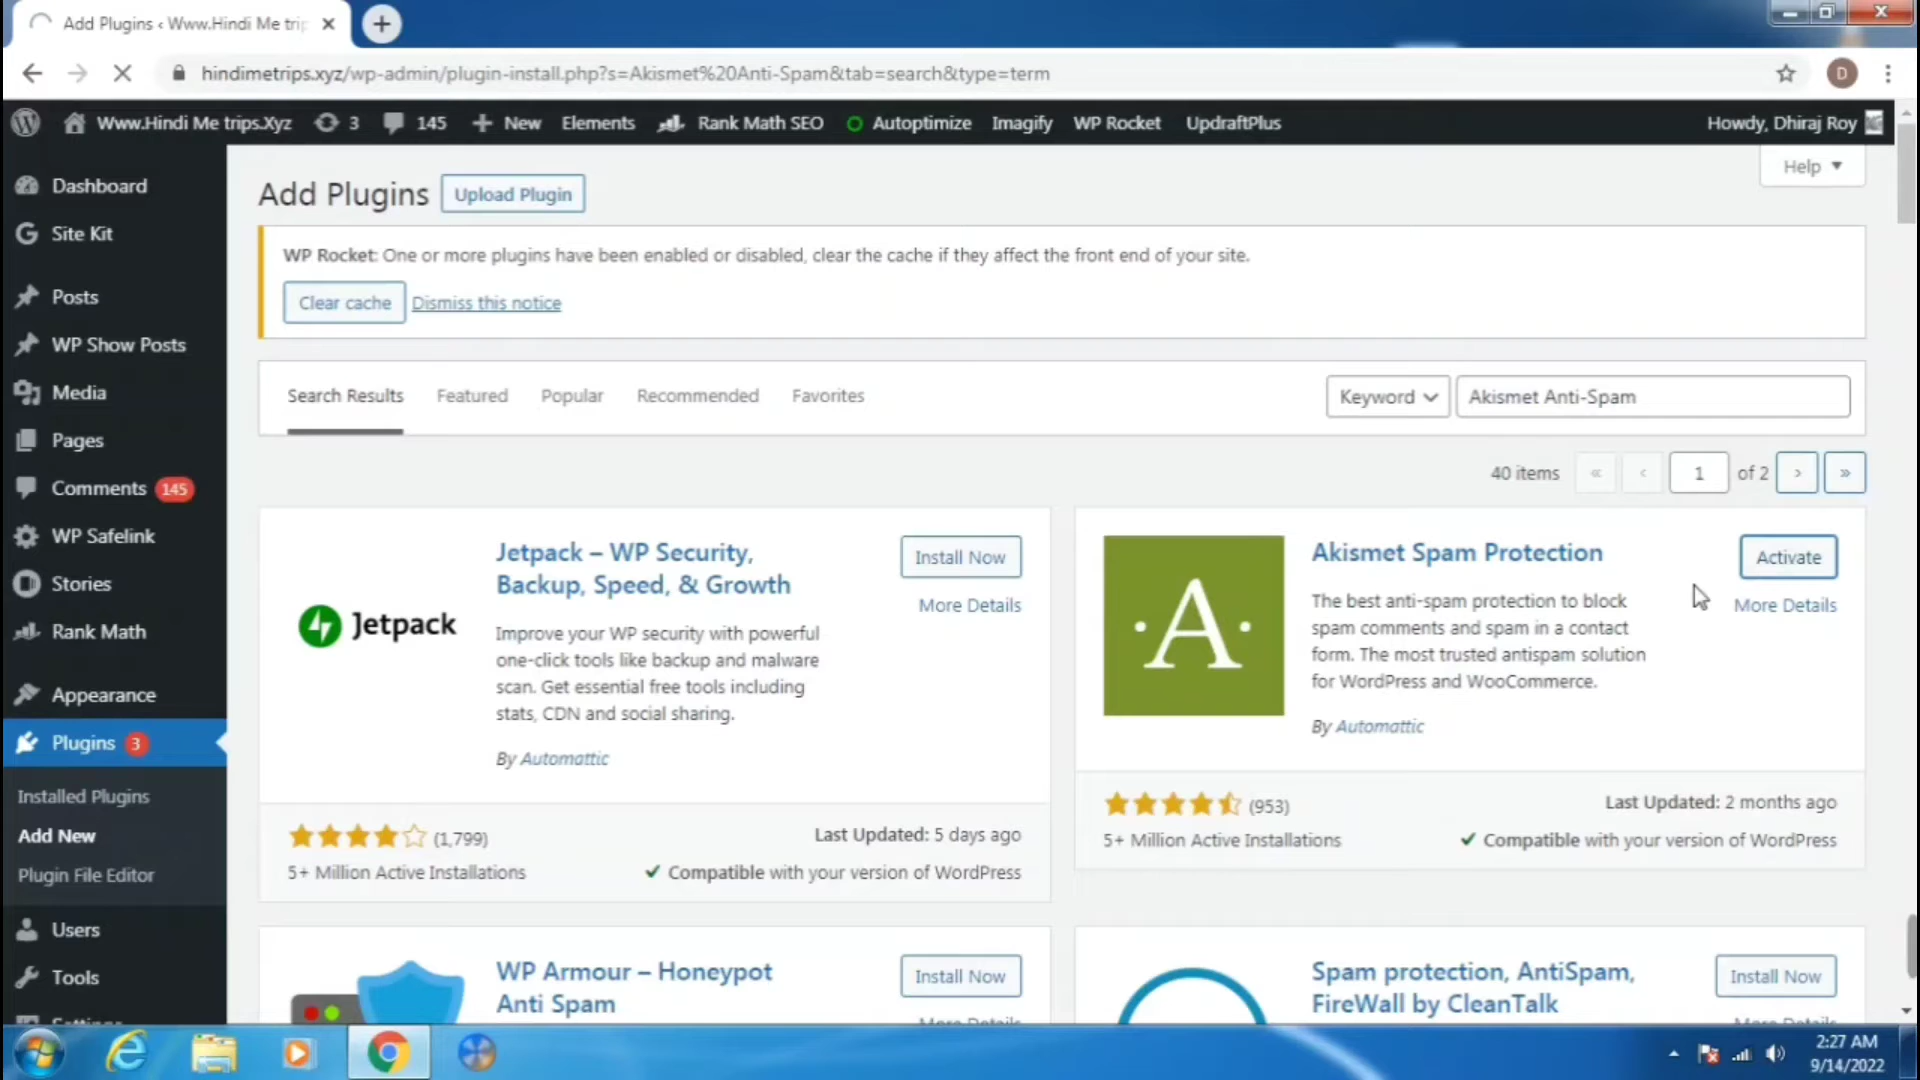 Add Plugins ‹ Www.Hindi Me trip
hindimetrips.xyz/wp-admin/plugin-install.php?s=Akismet%20Anti-Spam&tab=search&type=term
D
Www.Hindi Me trips.Xyz 3 145 New Elements Rank Math SEO Autoptimize Imagify WP Rocket UpdraftPlus Howdy, Dhiraj Roy
Dashboard
Site Kit
Posts
WP Show Posts
Media
Pages
Comments 145
WP Safelink
Stories
Rank Math
Appearance
Plugins 3
Installed Plugins
Add New
Plugin File Editor
Users
Tools
Settings
Help
Add Plugins Upload Plugin
WP Rocket: One or more plugins have been enabled or disabled, clear the cache if they affect the front end of your site.
Clear cache Dismiss this notice
Search Results Featured Popular Recommended Favorites Keyword Akismet Anti-Spam
40 items « ‹ 1 of 2 › »
Jetpack
Jetpack – WP Security,
Backup, Speed, & Growth
Install Now
More Details
Improve your WP security with powerful
one-click tools like backup and malware
scan. Get essential free tools including
stats, CDN and social sharing.
By Automattic
(1,799)
Last Updated: 5 days ago
5+ Million Active Installations
Compatible with your version of WordPress
A
Akismet Spam Protection
Activate
More Details
The best anti-spam protection to block
spam comments and spam in a contact
form. The most trusted antispam solution
for WordPress and WooCommerce.
By Automattic
(953)
Last Updated: 2 months ago
5+ Million Active Installations
Compatible with your version of WordPress
WP Armour – Honeypot
Anti Spam
Install Now
More Details
Spam protection, AntiSpam,
FireWall by CleanTalk
Install Now
More Details
2:27 AM
9/14/2022